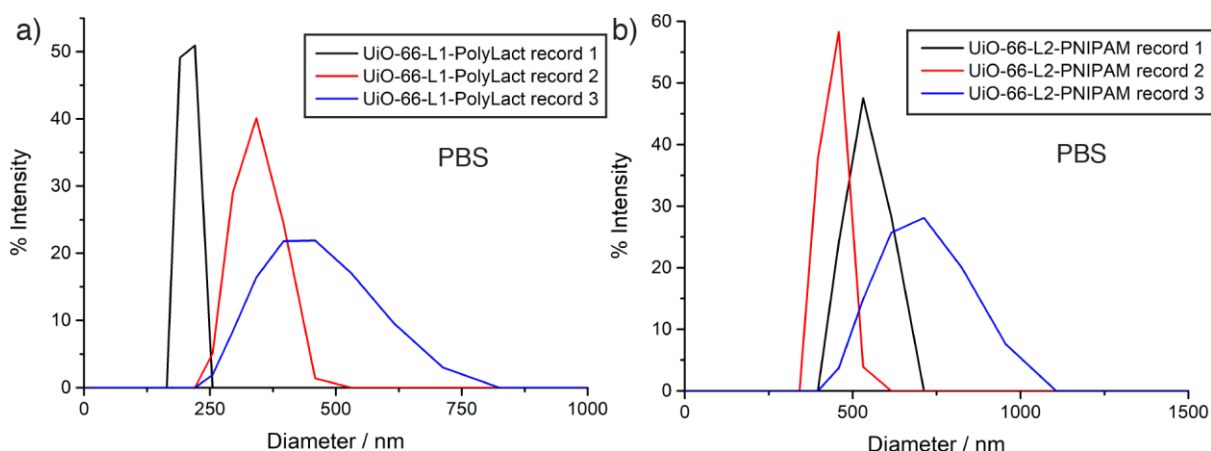 a)
UiO-66-L1-PolyLact record 1
UiO-66-L1-PolyLact record 2
UiO-66-L1-PolyLact record 3
PBS
% Intensity
50
40
30
20
10
0
0 250 500 750 1000
Diameter / nm
b)
UiO-66-L2-PNIPAM record 1
UiO-66-L2-PNIPAM record 2
UiO-66-L2-PNIPAM record 3
PBS
% Intensity
60
50
40
30
20
10
0
0 500 1000 1500
Diameter / nm